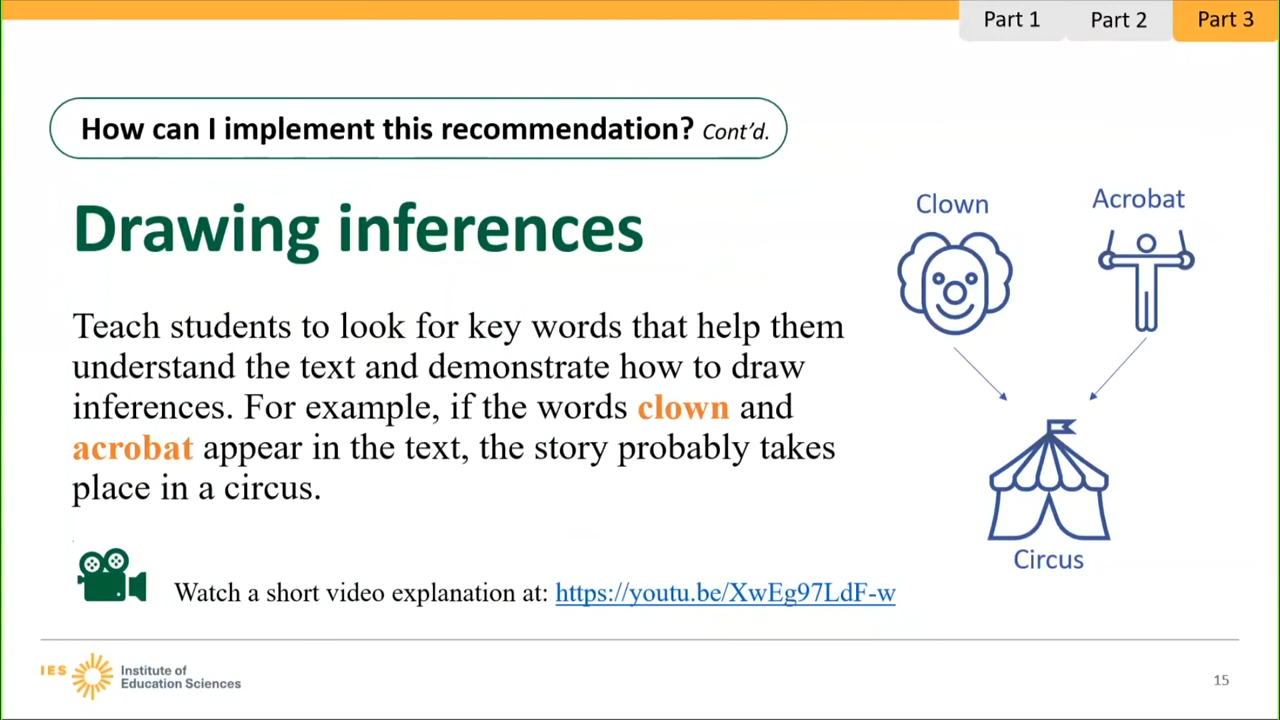 Part 1
Part 2
Part 3
How can I implement this recommendation? Cont’d.
Drawing inferences
Teach students to look for key words that help them
understand the text and demonstrate how to draw
inferences. For example, if the words clown and
acrobat appear in the text, the story probably takes
place in a circus.
Clown
Acrobat
Circus
Watch a short video explanation at: https://youtu.be/XwEg97LdF-w
IES
Institute of
Education Sciences
15